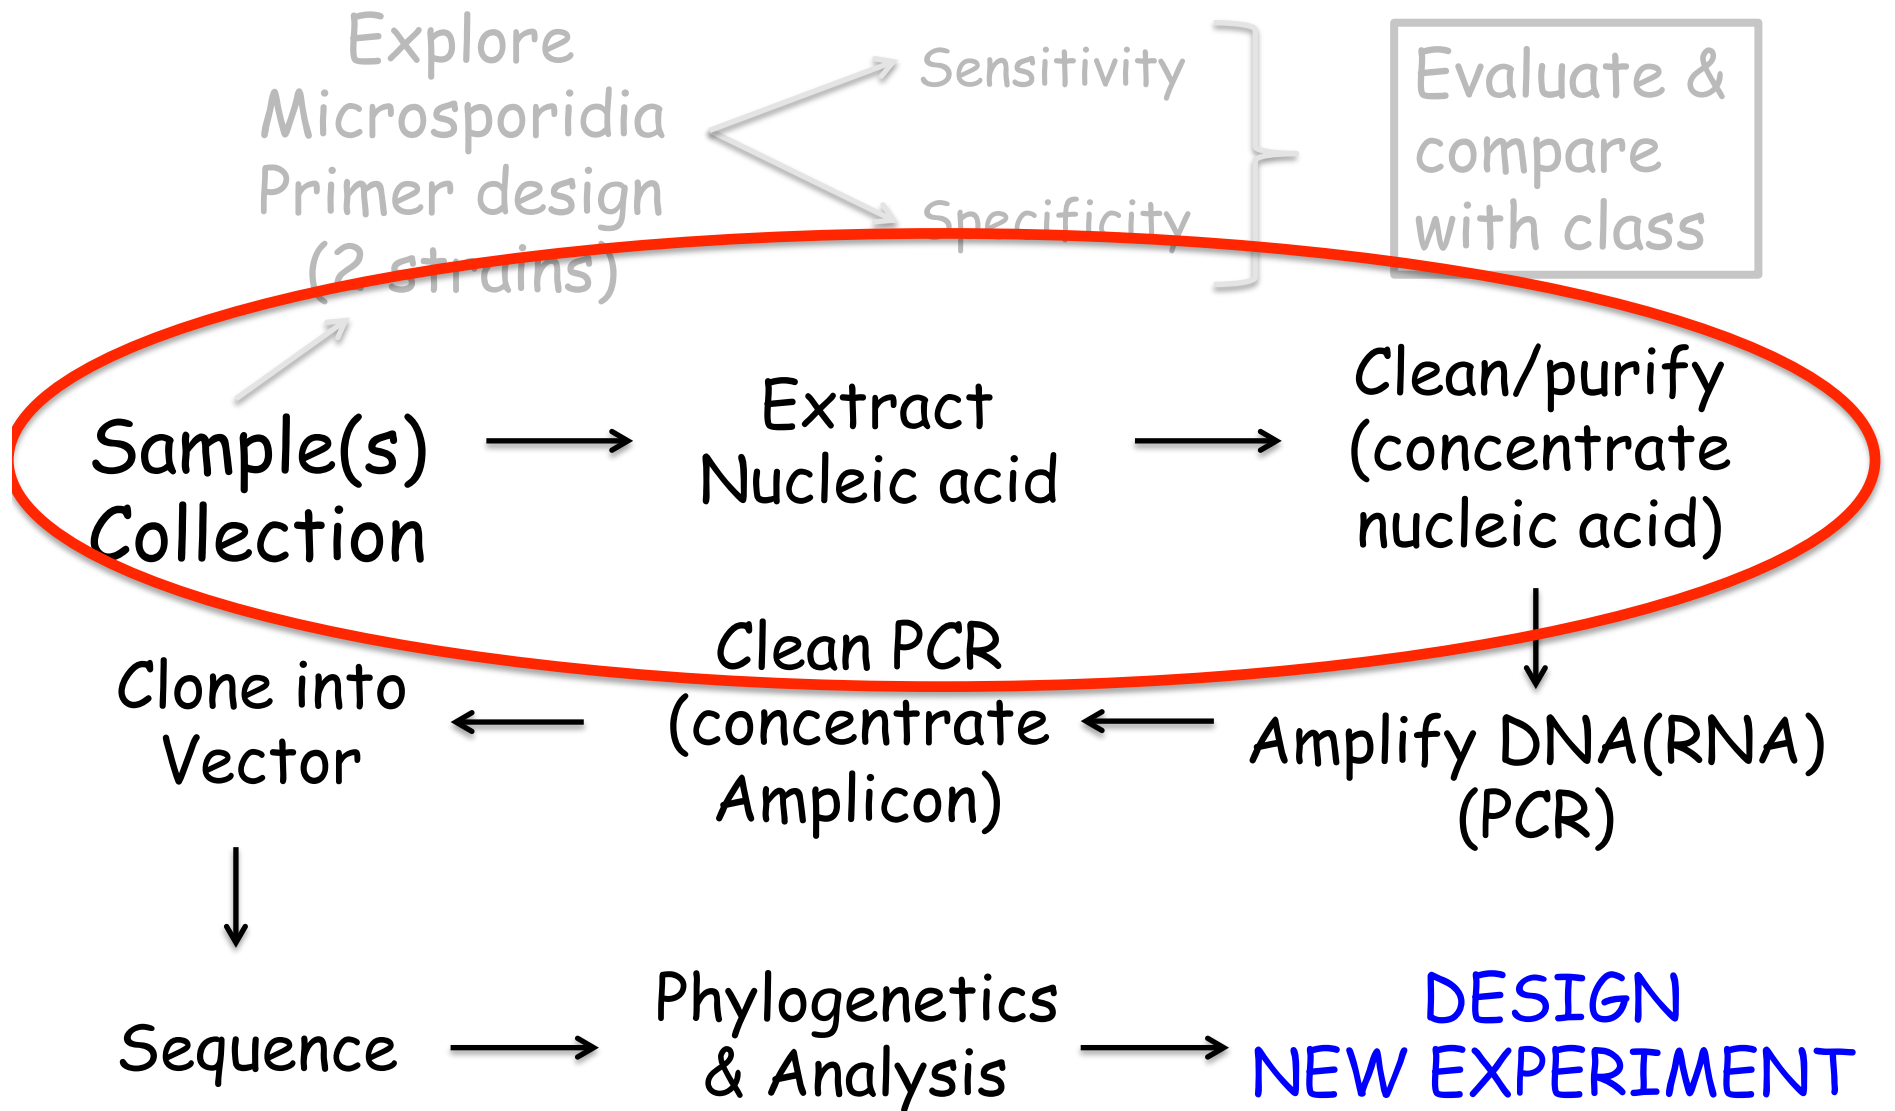 Explore
Microsporidia
Primer design
(2 strains)
Sensitivity
Specificity
Evaluate &
compare
with class
Sample(s)
Collection
Extract
Nucleic acid
Clean/purify
(concentrate
nucleic acid)
Clone into
Vector
Clean PCR
(concentrate
Amplicon)
Amplify DNA(RNA)
(PCR)
Sequence
Phylogenetics
& Analysis
DESIGN
NEW EXPERIMENT